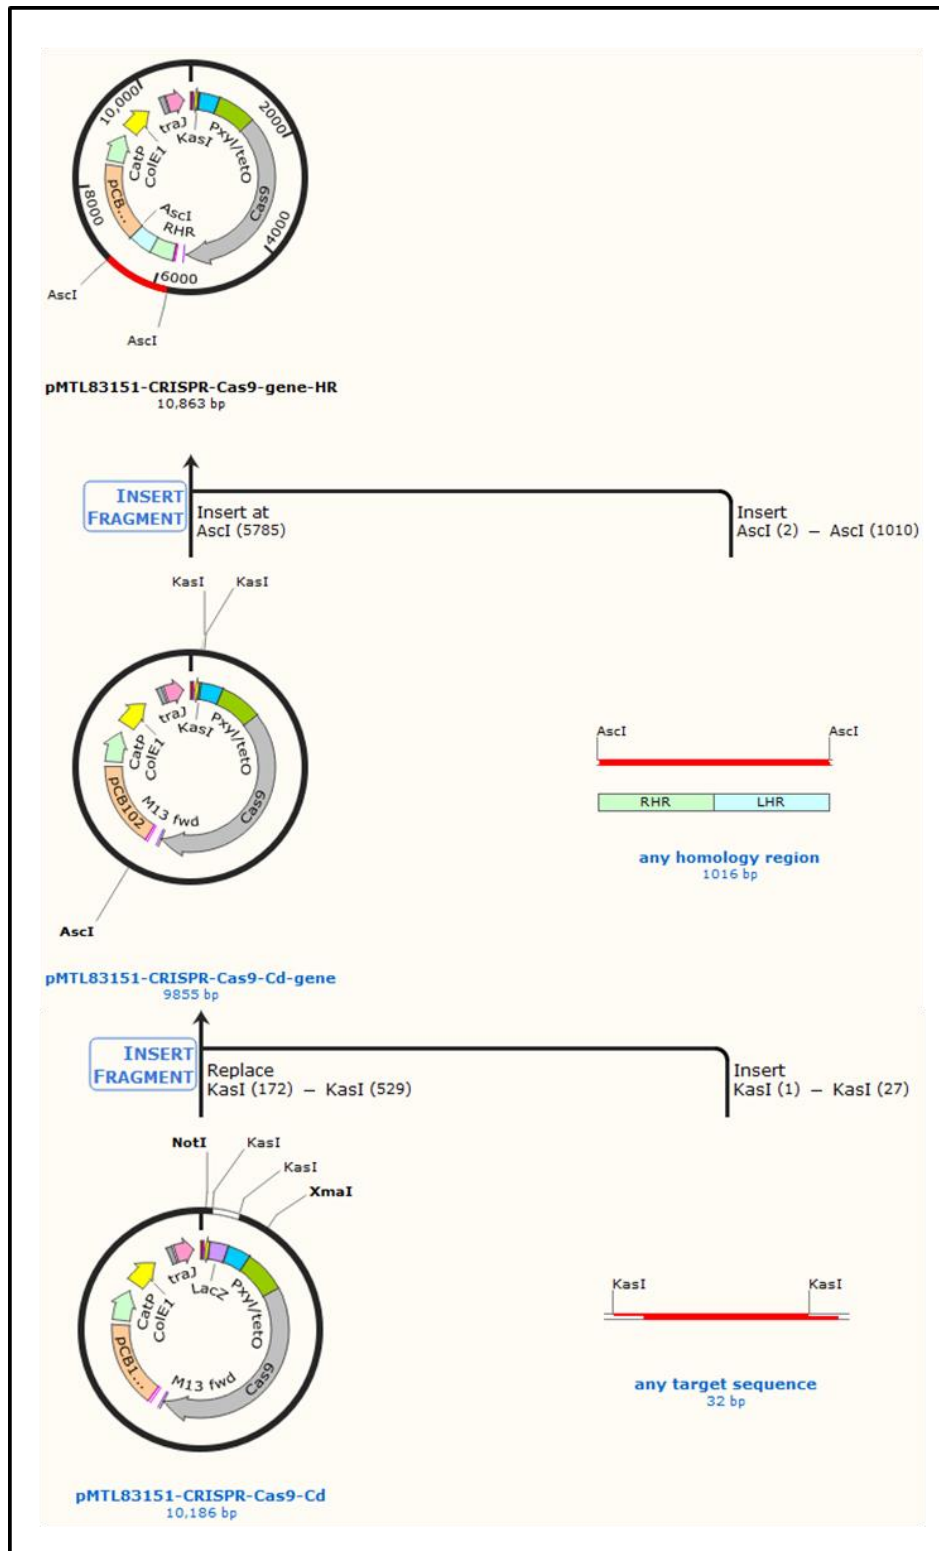 10,000
2000
traJ
KasI
PxyI/tetO
CatP
ColE1
8000
pCB
...
AscI
RHR
Cas9
4000
6000
AscI
AscI
pMTL83151-CRISPR-Cas9-gene-HR
10,863 bp
INSERT
FRAGMENT
Insert at
AscI (5785)
Insert
AscI (2) – AscI (1010)
KasI KasI
traJ
KasI
PxyI/tetO
CatP
ColE1
pCB102
M13 fwd
Cas9
AscI
AscI AscI
RHR LHR
any homology region
1016 bp
pMTL83151-CRISPR-Cas9-Cd-gene
9855 bp
INSERT
FRAGMENT
Replace
KasI (172) – KasI (529)
Insert
KasI (1) – KasI (27)
NotI KasI
KasI
XmaI
traJ
LacZ
PxyI/tetO
CatP
ColE1
pCB1
...
M13 fwd
Cas9
KasI KasI
any target sequence
32 bp
pMTL83151-CRISPR-Cas9-Cd
10,186 bp